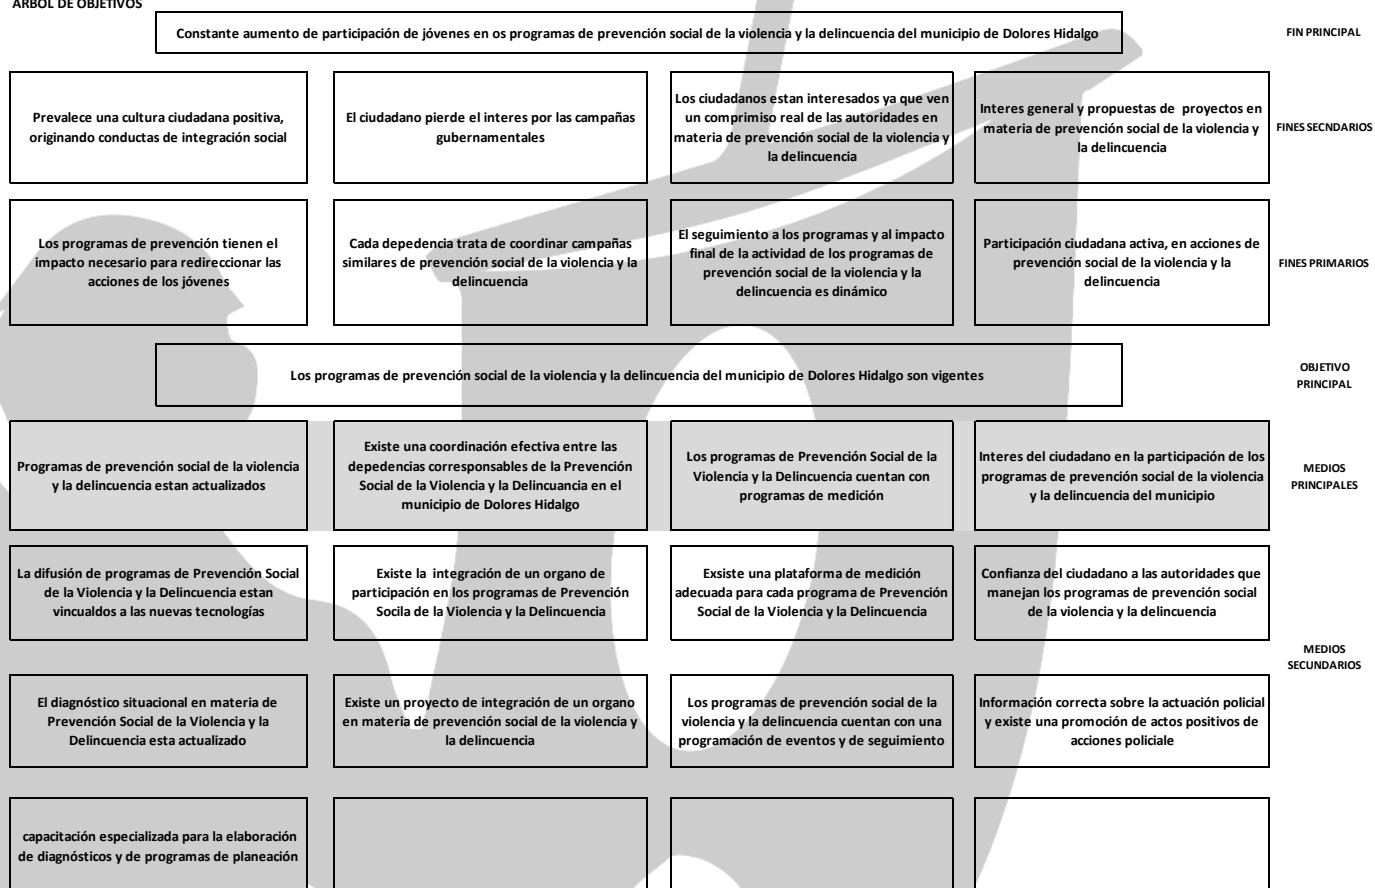 ARBOL DE OBJETIVOS
Constante aumento de participación de jóvenes en os programas de prevención social de la violencia y la delincuencia del municipio de Dolores Hidalgo
FIN PRINCIPAL
Prevalece una cultura ciudadana positiva,
originando conductas de integración social
El ciudadano pierde el interes por las campañas
gubernamentales
Los ciudadanos estan interesados ya que ven
un comprimiso real de las autoridades en
materia de prevención social de la violencia y
la delincuencia
Interes general y propuestas de proyectos en
materia de prevención social de la violencia y
la delincuencia
FINES SECNDARIOS
Los programas de prevención tienen el
impacto necesario para redireccionar las
acciones de los jóvenes
Cada depedencia trata de coordinar campañas
similares de prevención social de la violencia y la
delincuencia
El seguimiento a los programas y al impacto
final de la actividad de los programas de
prevención social de la violencia y la
delincuencia es dinámico
Participación ciudadana activa, en acciones de
prevención social de la violencia y la
delincuencia
FINES PRIMARIOS
Los programas de prevención social de la violencia y la delincuencia del municipio de Dolores Hidalgo son vigentes
OBJETIVO
PRINCIPAL
Programas de prevención social de la violencia
y la delincuencia estan actualizados
Existe una coordinación efectiva entre las
depedencias corresponsables de la Prevención
Social de la Violencia y la Delincuancia en el
municipio de Dolores Hidalgo
Los programas de Prevención Social de la
Violencia y la Delincuencia cuentan con
programas de medición
Interes del ciudadano en la participación de los
programas de prevención social de la violencia
y la delincuencia del municipio
MEDIOS
PRINCIPALES
La difusión de programas de Prevención Social
de la Violencia y la Delincuencia estan
vincualdos a las nuevas tecnologías
Existe la integración de un organo de
participación en los programas de Prevención
Socila de la Violencia y la Delincuencia
Exsiste una plataforma de medición
adecuada para cada programa de Prevención
Social de la Violencia y la Delincuencia
Confianza del ciudadano a las autoridades que
manejan los programas de prevención social
de la violencia y la delincuencia
MEDIOS
SECUNDARIOS
El diagnóstico situacional en materia de
Prevención Social de la Violencia y la
Delincuencia esta actualizado
Existe un proyecto de integración de un organo
en materia de prevención social de la violencia y
la delincuencia
Los programas de prevención social de la
violencia y la delincuencia cuentan con una
programación de eventos y de seguimiento
Información correcta sobre la actuación policial
y existe una promoción de actos positivos de
acciones policiale
capacitación especializada para la elaboración
de diagnósticos y de programas de planeación